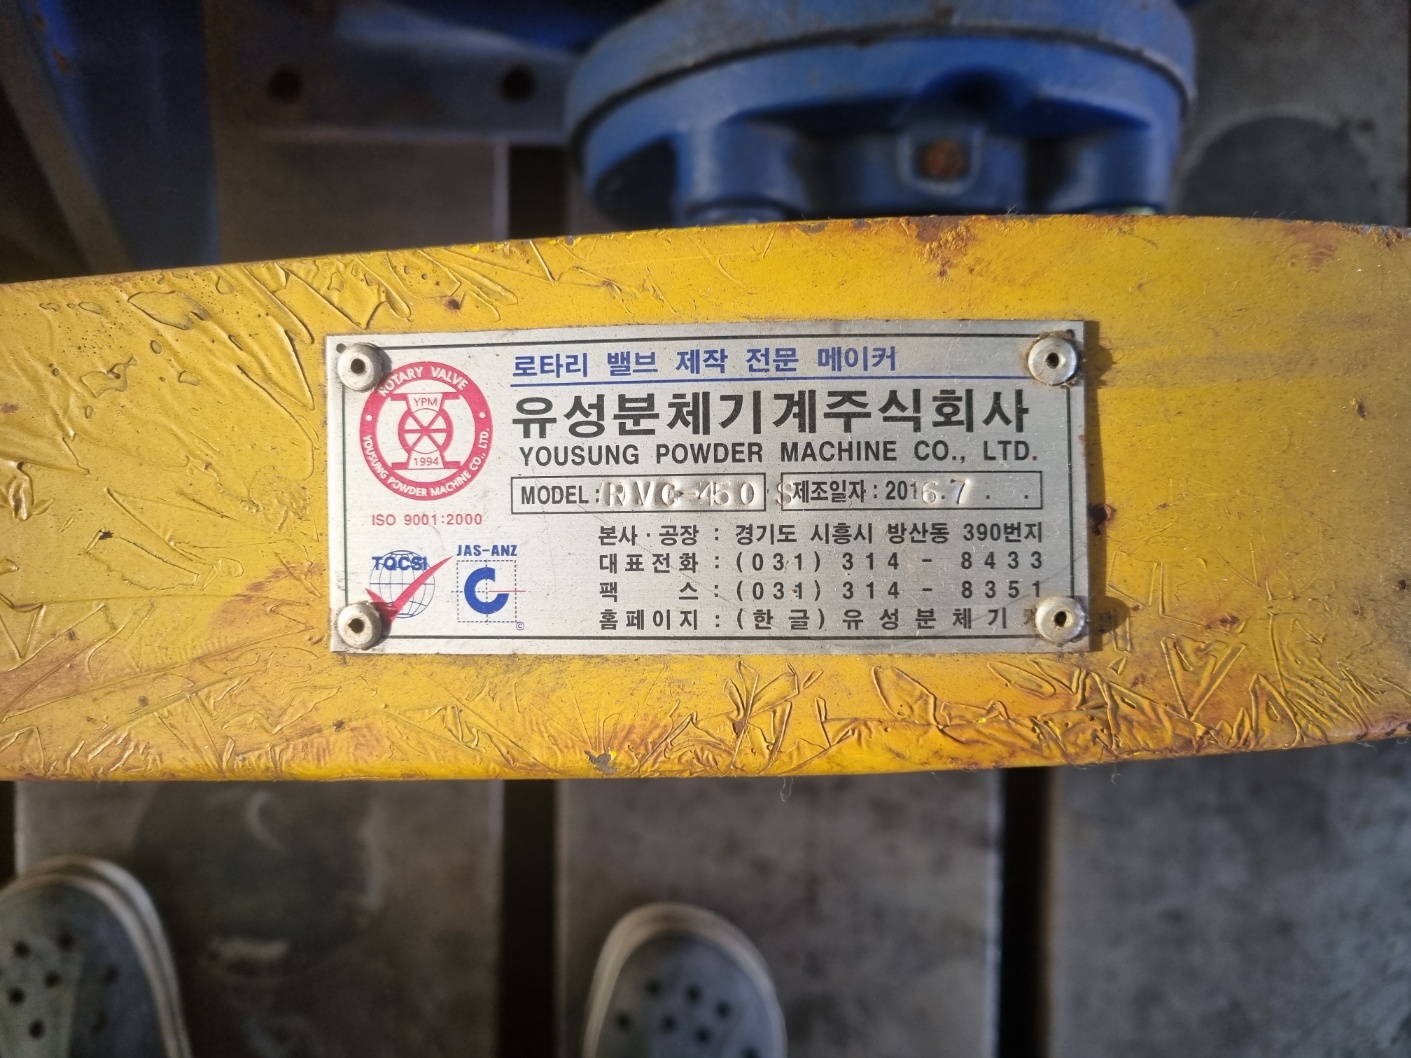 로타리 밸브 제작 전문 메이커
유성분체기계주식회사
YOUSUNG POWDER MACHINE CO., LTD.
ROTARY VALVE
YPM
1994
YOUSUNG POWDER MACHINE CO., LTD.
ISO 9001:2000
MODEL: RVC-450 S
제조일자: 2016.7 . .
TQCSI
JAS-ANZ
C
©
본사·공장 : 경기도 시흥시 방산동 390번지
대표전화 : (031) 314 - 8433
팩 스 : (031) 314 - 8351
홈페이지 : (한글) 유성분체기